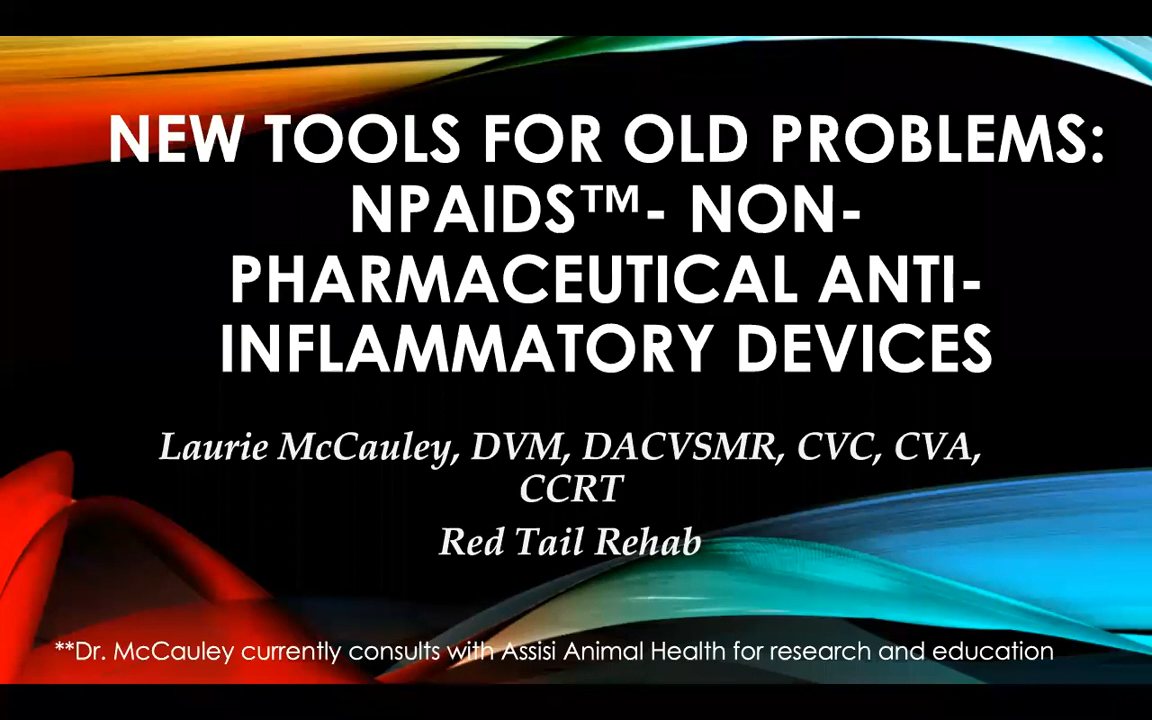 NEW TOOLS FOR OLD PROBLEMS:
NPAIDS™- NON-
PHARMACEUTICAL ANTI-
INFLAMMATORY DEVICES
Laurie McCauley, DVM, DACVSMR, CVC, CVA,
CCRT
Red Tail Rehab
**Dr. McCauley currently consults with Assisi Animal Health for research and education